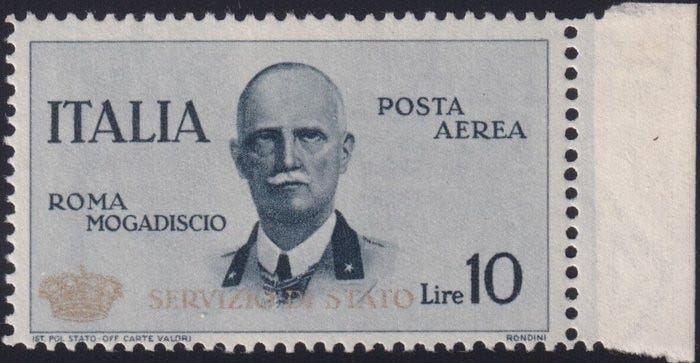 ITALIA
POSTA
AEREA
ROMA
MOGADISCIO
SERVIZIO DI STATO
Lire 10
IST. POL. STATO-OFF. CARTE VALORI
RONDINI